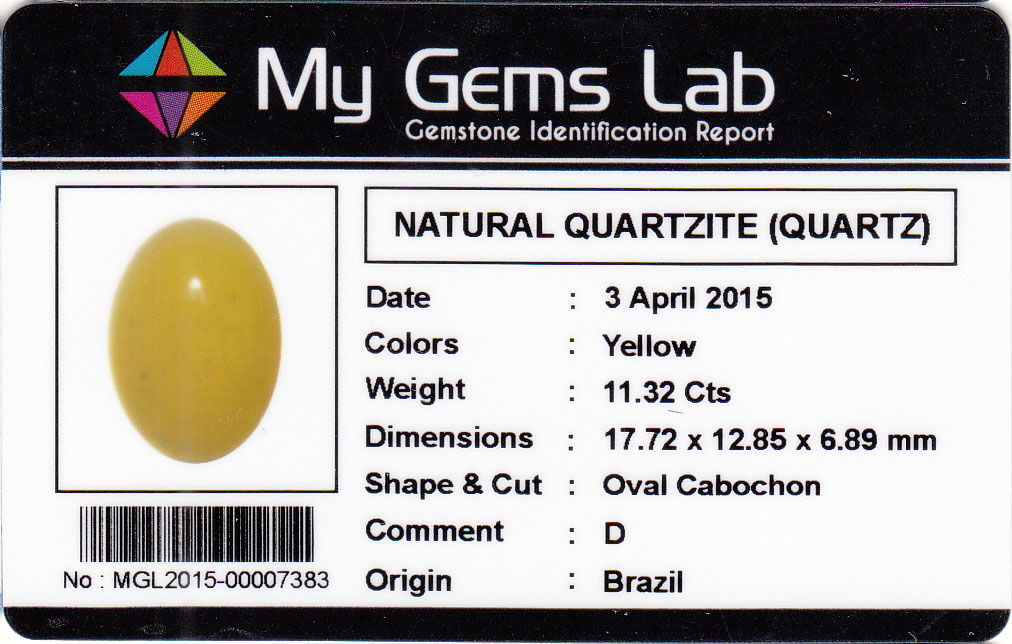 My Gems Lab
Gemstone Identification Report
NATURAL QUARTZITE (QUARTZ)
Date : 3 April 2015
Colors : Yellow
Weight : 11.32 Cts
Dimensions : 17.72 x 12.85 x 6.89 mm
Shape & Cut : Oval Cabochon
Comment : D
Origin : Brazil
No : MGL2015-00007383